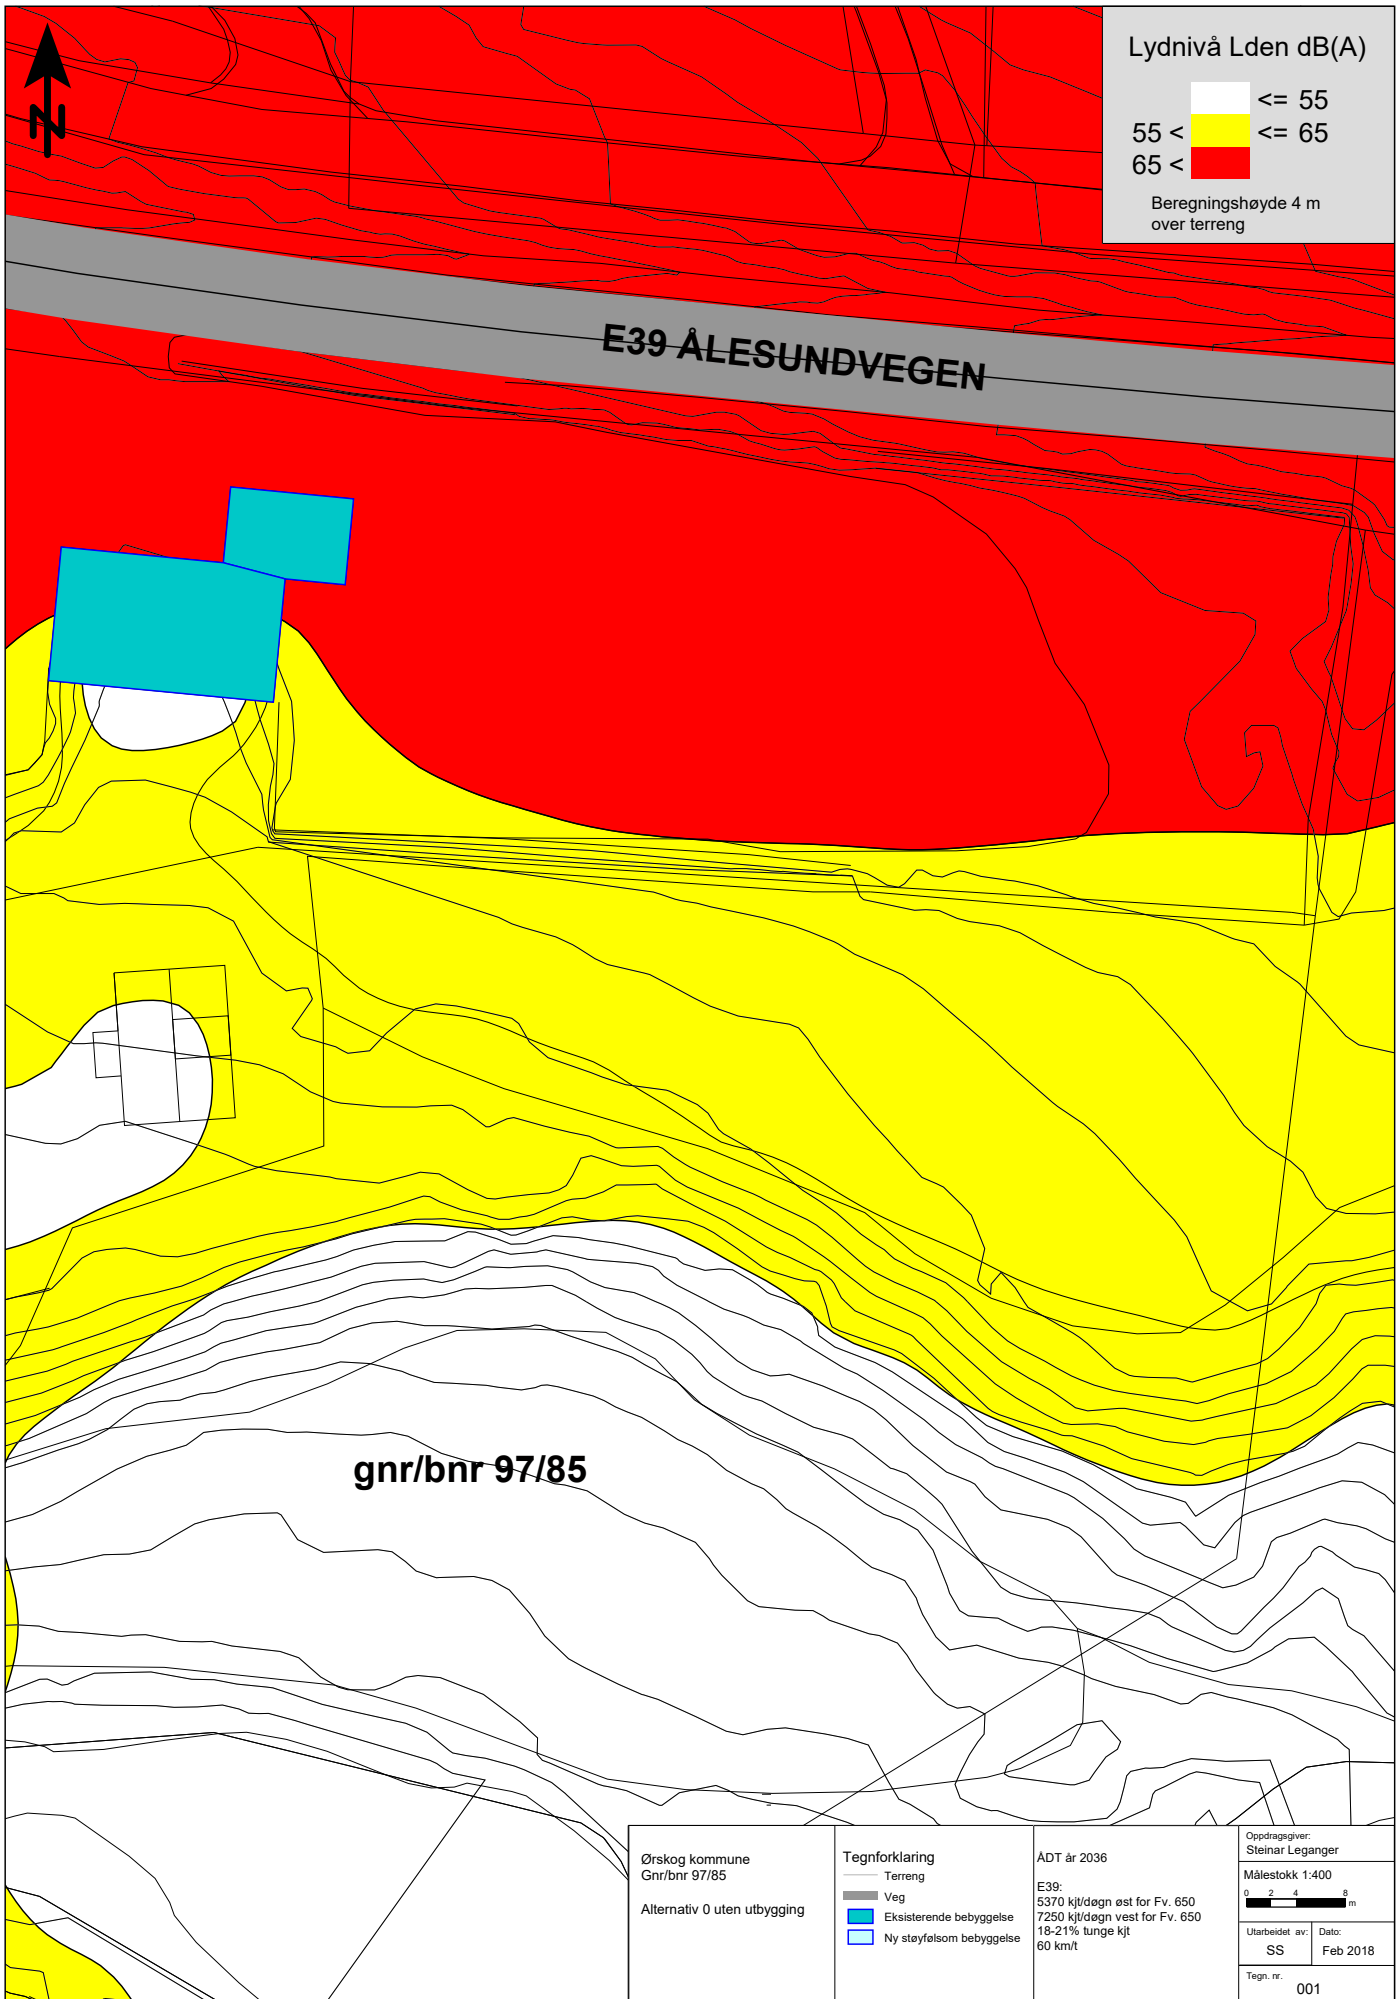 N
Lydnivå Lden dB(A)
<= 55
55 < <= 65
65 <
Beregningshøyde 4 m
over terreng
E39 ÅLESUNDVEGEN
gnr/bnr 97/85
Ørskog kommune
Gnr/bnr 97/85
Alternativ 0 uten utbygging
Tegnforklaring
Terreng
Veg
Eksisterende bebyggelse
Ny støyfølsom bebyggelse
ÅDT år 2036
E39:
5370 kjt/døgn øst for Fv. 650
7250 kjt/døgn vest for Fv. 650
18-21% tunge kjt
60 km/t
Oppdragsgiver:
Steinar Leganger
Målestokk 1:400
0 2 4 8
m
Utarbeidet av:
SS
Dato:
Feb 2018
Tegn. nr.
001